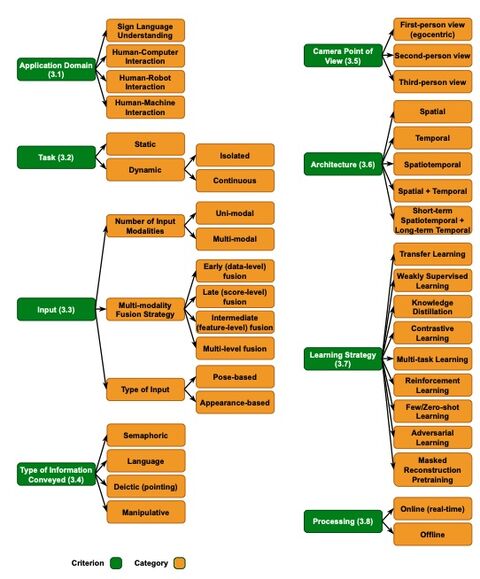 Sign Language
Understanding
Human-Computer
Interaction
Application Domain
(3.1)
Human-Robot
Interaction
Human-Machine
Interaction
Task (3.2)
Static
Dynamic
Isolated
Continuous
Input (3.3)
Number of Input
Modalities
Uni-modal
Multi-modal
Multi-modality
Fusion Strategy
Early (data-level)
fusion
Late (score-level)
fusion
Intermediate
(feature-level) fusion
Multi-level fusion
Type of Input
Pose-based
Appearance-based
Type of Information
Conveyed (3.4)
Semaphoric
Language
Deictic (pointing)
Manipulative
Camera Point of
View (3.5)
First-person view
(egocentric)
Second-person view
Third-person view
Architecture (3.6)
Spatial
Temporal
Spatiotemporal
Spatial + Temporal
Short-term
Spatiotemporal +
Long-term Temporal
Learning Strategy
(3.7)
Transfer Learning
Weakly Supervised
Learning
Knowledge
Distillation
Contrastive
Learning
Multi-task Learning
Reinforcement
Learning
Few/Zero-shot
Learning
Adversarial
Learning
Masked
Reconstruction
Pretraining
Processing (3.8)
Online (real-time)
Offline
Criterion
Category